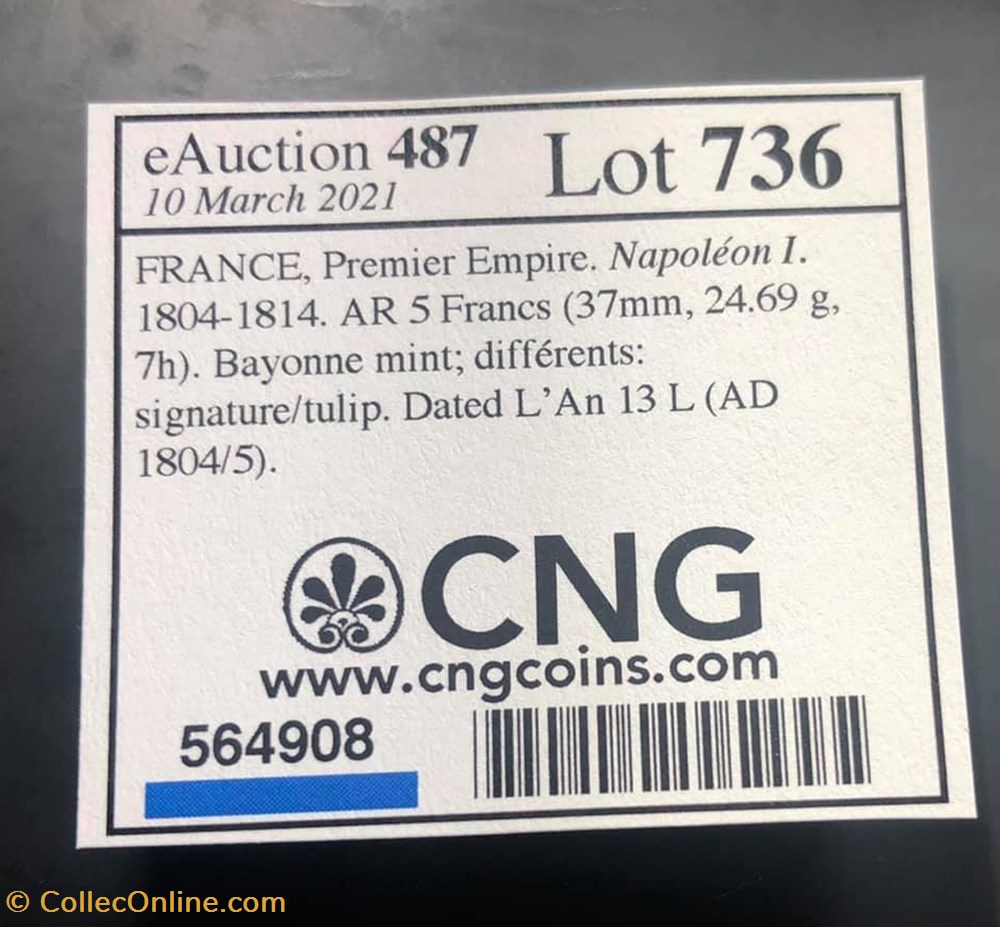 eAuction 487 Lot 736
10 March 2021
FRANCE, Premier Empire. Napoléon I.
1804-1814. AR 5 Francs (37mm, 24.69 g,
7h). Bayonne mint; différents:
signature/tulip. Dated L’An 13 L (AD
1804/5).
CNG
www.cngcoins.com
564908
© CollecOnline.com